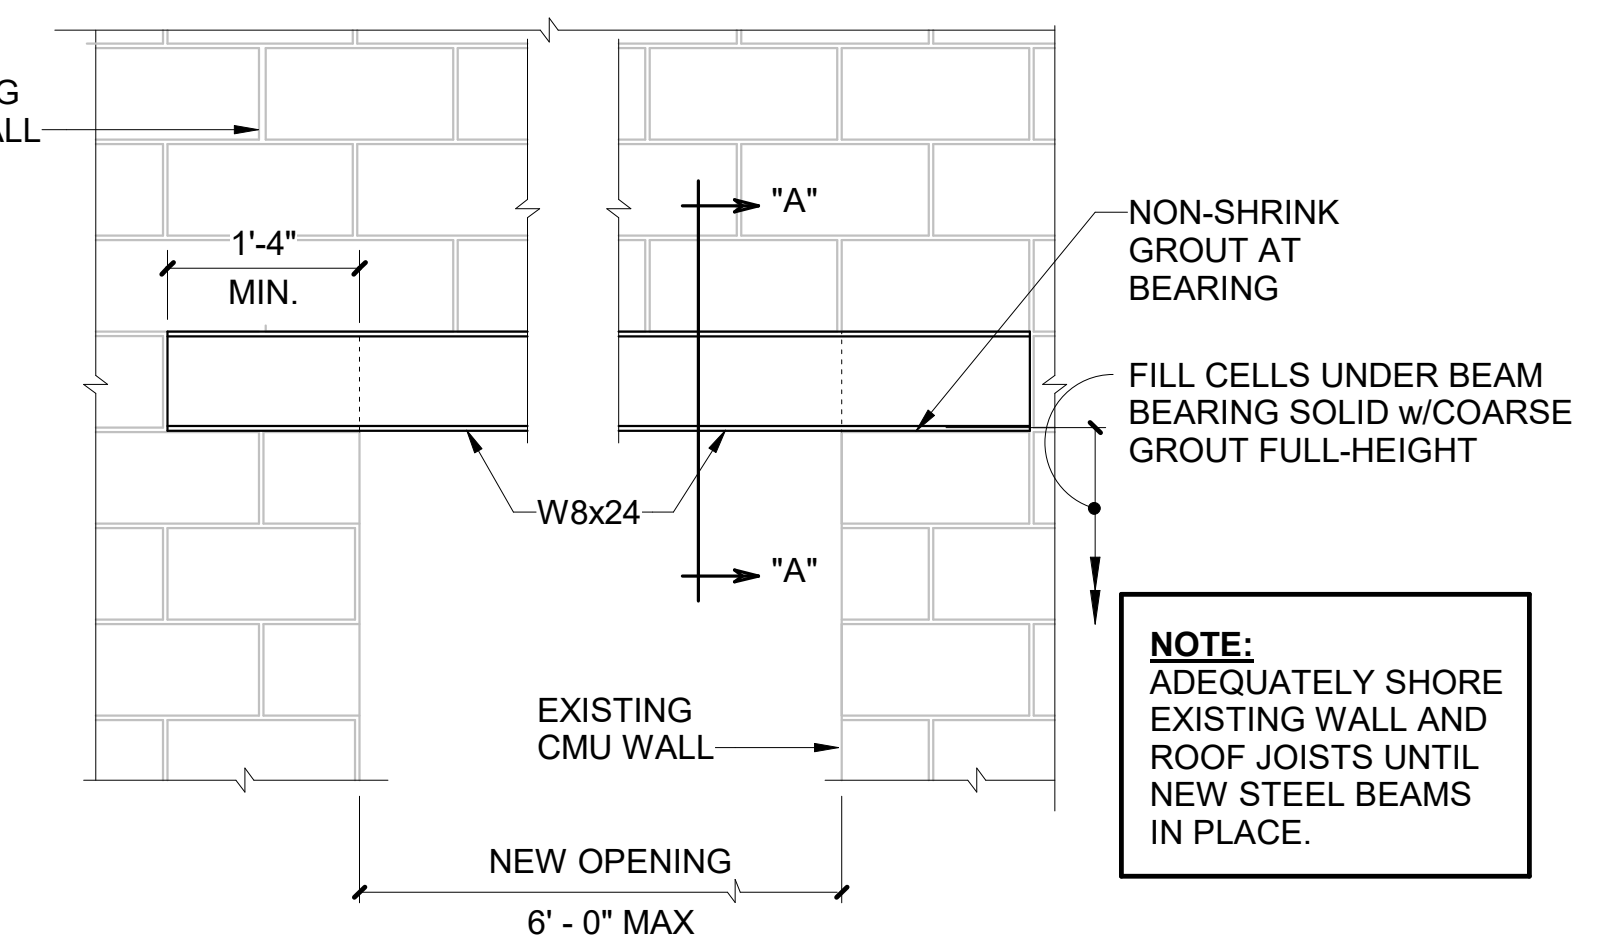 G
ALL
1'-4"
MIN.
"A"
NON-SHRINK
GROUT AT
BEARING
FILL CELLS UNDER BEAM
BEARING SOLID w/COARSE
GROUT FULL-HEIGHT
W8x24
"A"
EXISTING
CMU WALL
NOTE:
ADEQUATELY SHORE
EXISTING WALL AND
ROOF JOISTS UNTIL
NEW STEEL BEAMS
IN PLACE.
NEW OPENING
6' - 0" MAX